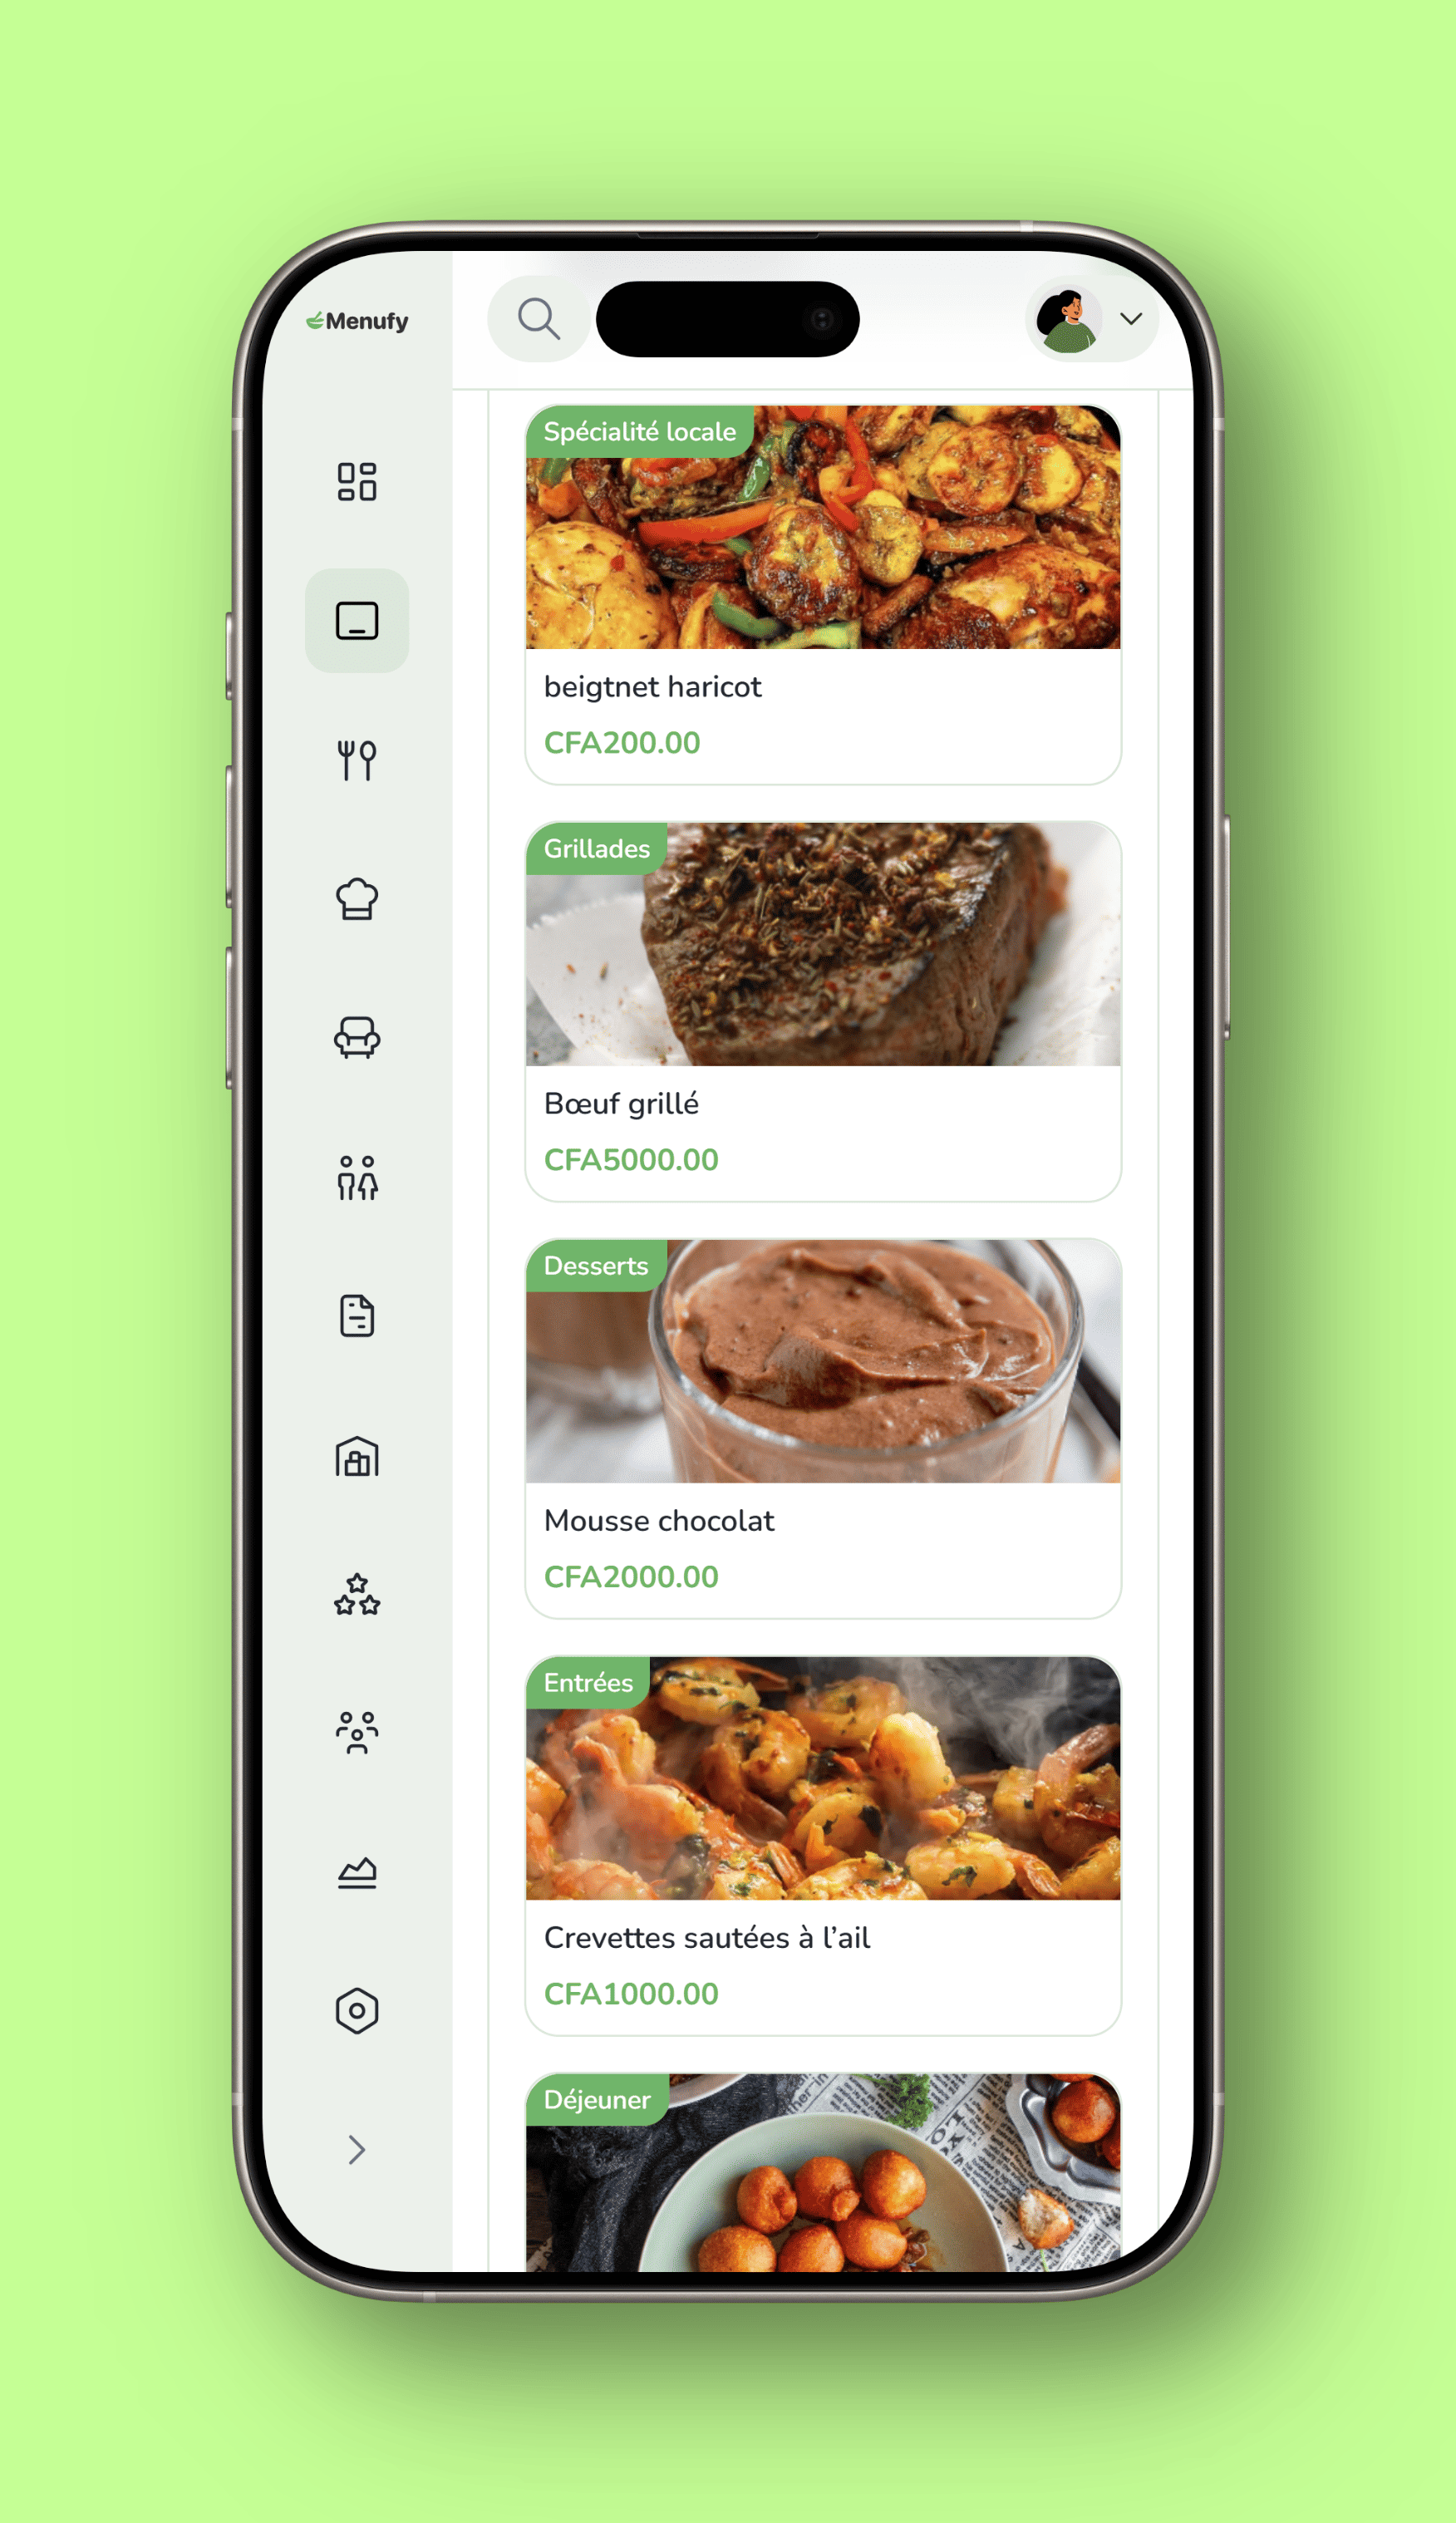 Menufy
Spécialité locale
beigtnet haricot
CFA200.00
Grillades
Bœuf grillé
CFA5000.00
Desserts
Mousse chocolat
CFA2000.00
Entrées
Crevettes sautées à l’ail
CFA1000.00
Déjeuner